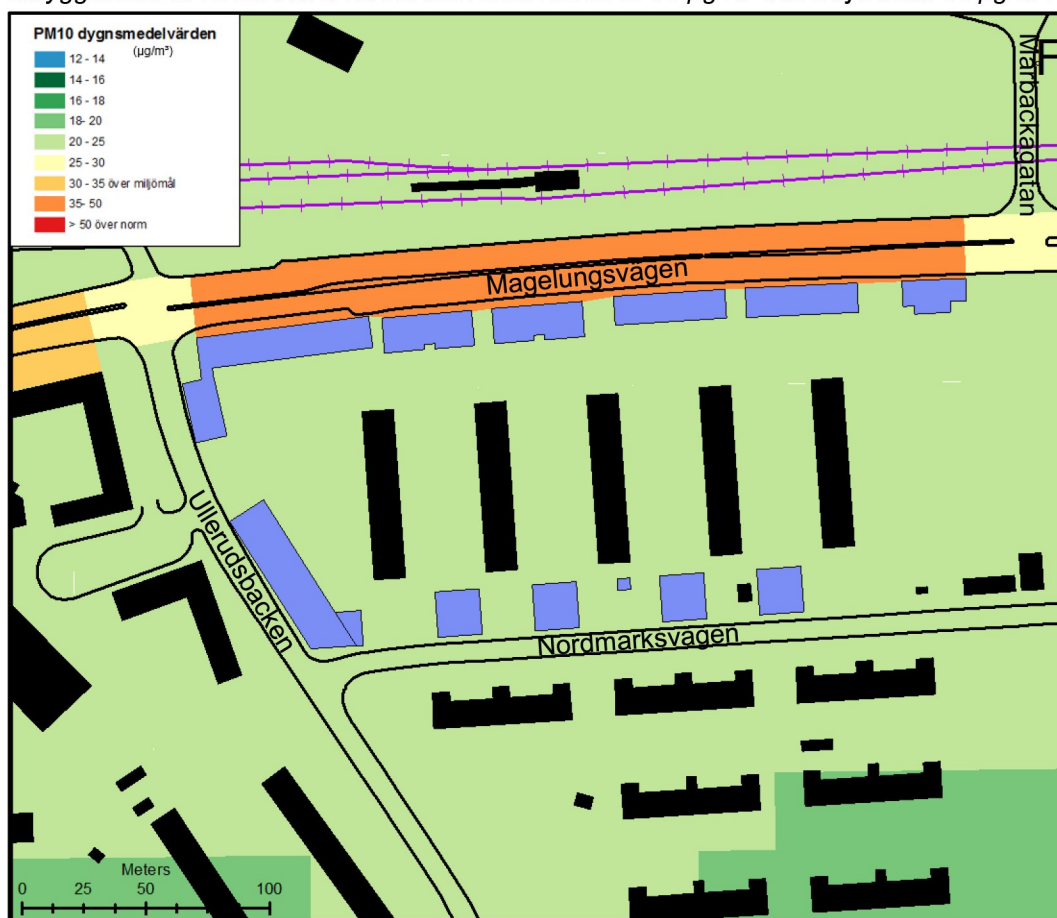 PM10 dygnsmedelvärden
(µg/m³)
12 - 14
14 - 16
16 - 18
18- 20
20 - 25
25 - 30
30 - 35 över miljömål
35- 50
> 50 över norm
Mårbackagatan
F
Magelungsvägen
Ullerudsbacken
Nordmarksvägen
Meters
0 25 50 100